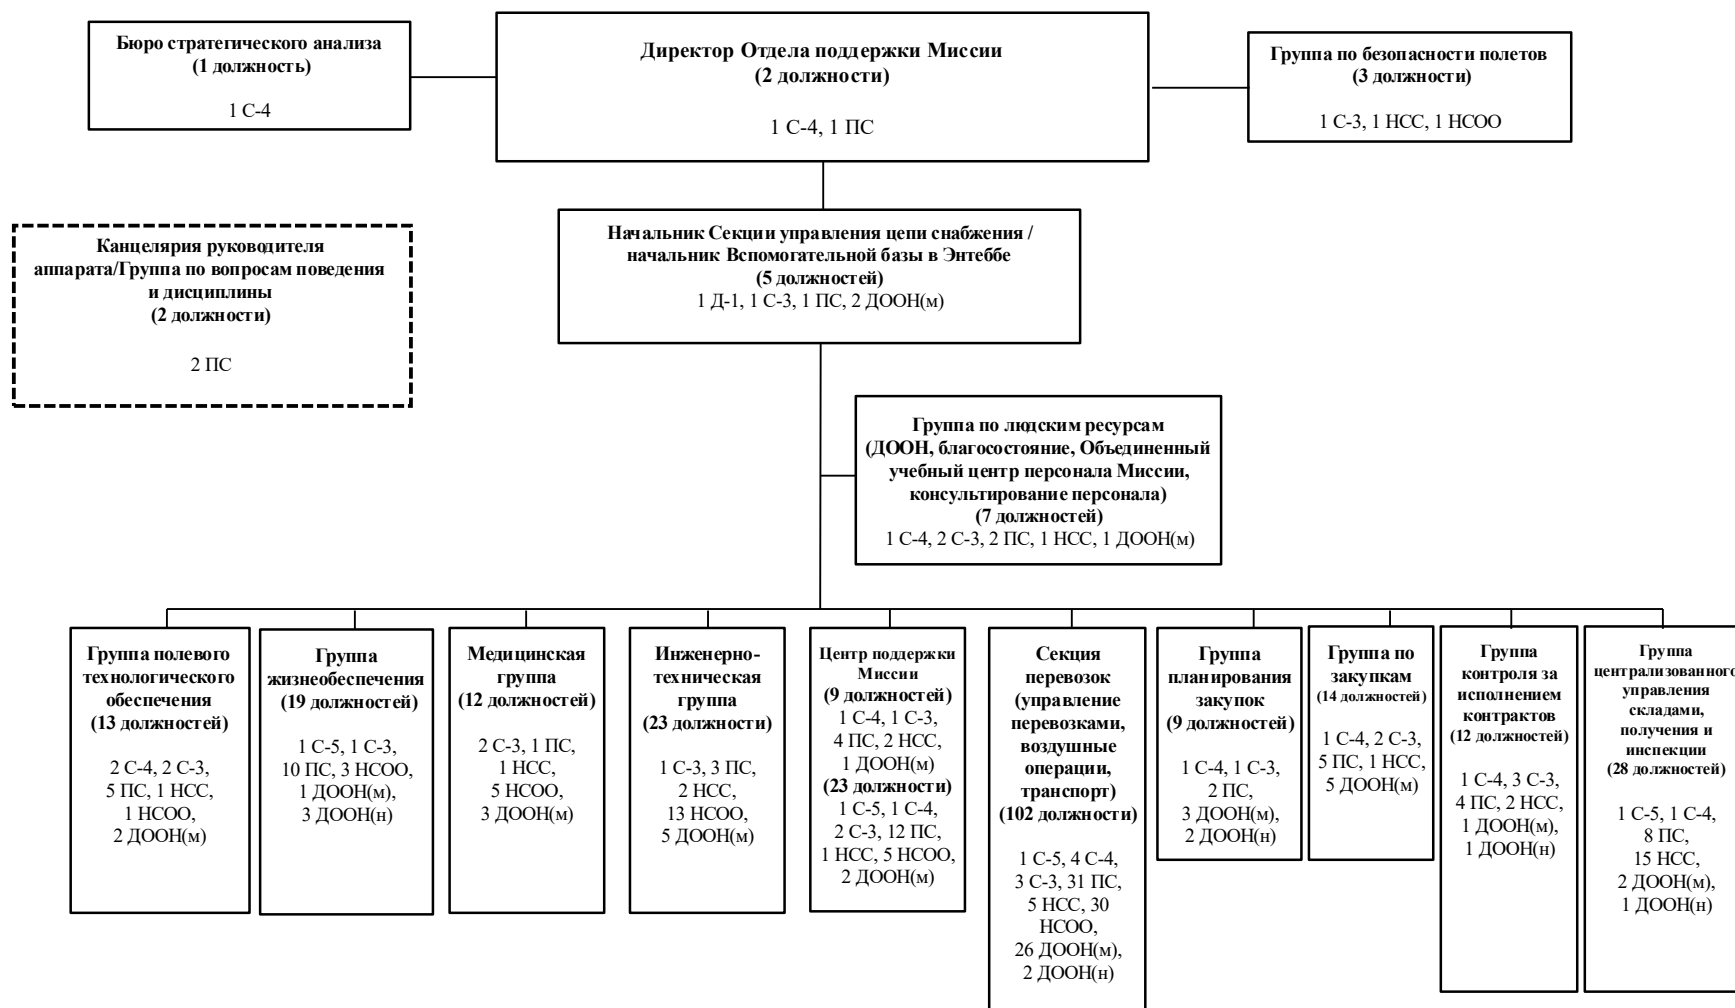 Бюро стратегического анализа
(1 должность)
1 С-4
Директор Отдела поддержки Миссии
(2 должности)
1 С-4, 1 ПС
Группа по безопасности полетов
(3 должности)
1 С-3, 1 НСС, 1 НСОО
Канцелярия руководителя
аппарата/Группа по вопросам поведения
и дисциплины
(2 должности)
2 ПС
Начальник Секции управления цепи снабжения /
начальник Вспомогательной базы в Энтеббе
(5 должностей)
1 Д-1, 1 С-3, 1 ПС, 2 ДООН(м)
Группа по людским ресурсам
(ДООН, благосостояние, Объединенный
учебный центр персонала Миссии,
консультирование персонала)
(7 должностей)
1 С-4, 2 С-3, 2 ПС, 1 НСС, 1 ДООН(м)
Группа полевого
технологического
обеспечения
(13 должностей)
2 С-4, 2 С-3,
5 ПС, 1 НСС,
1 НСОО,
2 ДООН(м)
Группа
жизнеобеспечения
(19 должностей)
1 С-5, 1 С-3,
10 ПС, 3 НСОО,
1 ДООН(м),
3 ДООН(н)
Медицинская
группа
(12 должностей)
2 С-3, 1 ПС,
1 НСС,
5 НСОО,
3 ДООН(м)
Инженерно-
техническая
группа
(23 должности)
1 С-3, 3 ПС,
2 НСС,
13 НСОО,
5 ДООН(м)
Центр поддержки
Миссии
(9 должностей)
1 С-4, 1 С-3,
4 ПС, 2 НСС,
1 ДООН(м)
(23 должности)
1 С-5, 1 С-4,
2 С-3, 12 ПС,
1 НСС, 5 НСОО,
2 ДООН(м)
Секция
перевозок
(управление
перевозками,
воздушные
операции,
транспорт)
(102 должности)
1 С-5, 4 С-4,
3 С-3, 31 ПС,
5 НСС, 30
НСОО,
26 ДООН(м),
2 ДООН(н)
Группа
планирования
закупок
(9 должностей)
1 С-4, 1 С-3,
2 ПС,
3 ДООН(м),
2 ДООН(н)
Группа по
закупкам
(14 должностей)
1 С-4, 2 С-3,
5 ПС, 1 НСС,
5 ДООН(м)
Группа
контроля за
исполнением
контрактов
(12 должностей)
1 С-4, 3 С-3,
4 ПС, 2 НСС,
1 ДООН(м),
1 ДООН(н)
Группа
централизованного
управления
складами,
получения и
инспекции
(28 должностей)
1 С-5, 1 С-4,
8 ПС,
15 НСС,
2 ДООН(м),
1 ДООН(н)